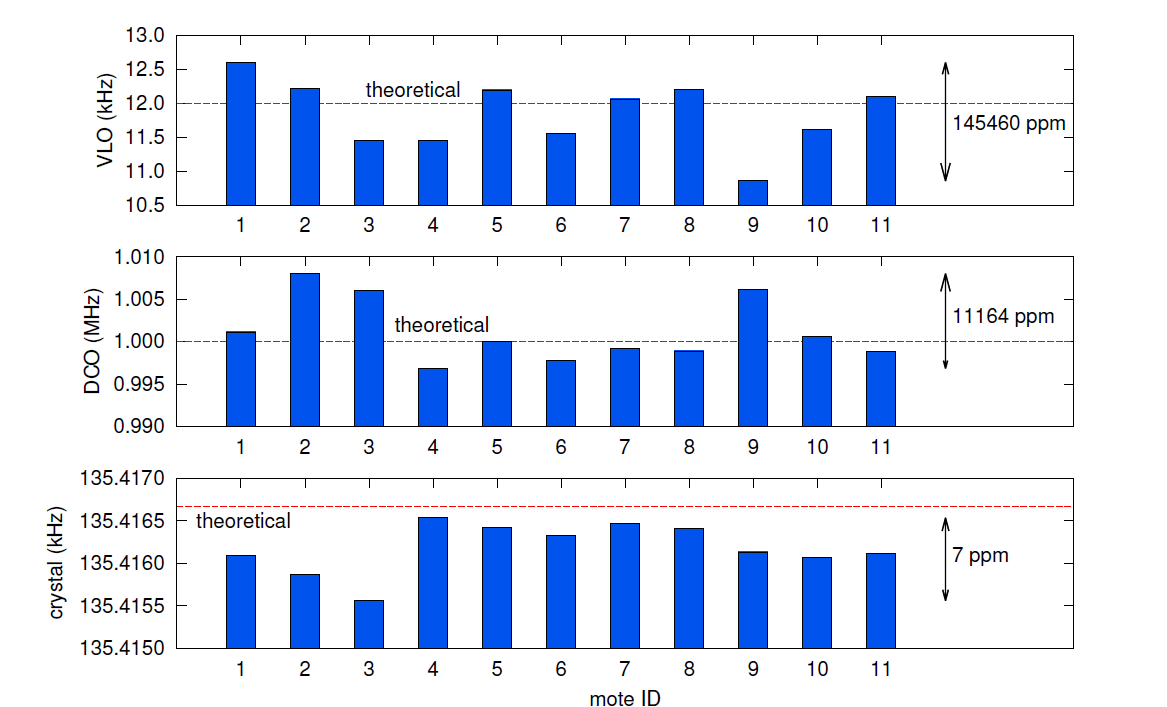 13.0
12.5
12.0
11.5
11.0
10.5
VLO (kHz)
theoretical
145460 ppm
1 2 3 4 5 6 7 8 9 10 11
1.010
1.005
1.000
0.995
0.990
DCO (MHz)
theoretical
11164 ppm
1 2 3 4 5 6 7 8 9 10 11
135.4170
135.4165
135.4160
135.4155
135.4150
crystal (kHz)
theoretical
7 ppm
1 2 3 4 5 6 7 8 9 10 11
mote ID